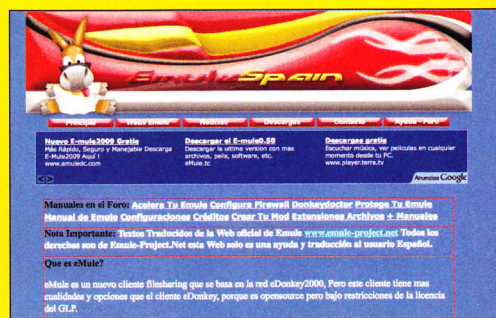 EmuleSpain
Principal Webs Emule Noticias Descargas Contacto Ayuda - Foro
Nuevo E-mule2009 Gratis
Más Rápido, Seguro y Manejable Descarga
E-Mule2009 Aquí !
www.emuledc.com
Descargar el E-mule0.50
Descargar la ultima version con mas
archivos, pelis, software, etc.
eMule.tc
Descargas gratis
Escuchar música, ver películas en cualquier
momento desde tu PC.
www.player.terra.tv
Anuncios Google
Manuales en el Foro: Acelera Tu Emule Configura Firewall Donkeydoctor Protege Tu Emule
Manual de Emule Configuraciones Créditos Crear Tu Mod Extensiones Archivos + Manuales
Nota Importante: Textos Traducidos de la Web oficial de Emule www.emule-project.net Todos los
derechos son de Emule-Project.Net esta Web solo es una ayuda y traducción al usuario Español.
Que es eMule?
eMule es un nuevo cliente filesharing que se basa en la red eDonkey2000, Pero este cliente tiene mas
cualidades y opciones que el cliente eDonkey, porque es opensource pero bajo restricciones de la licencia
del GLP.